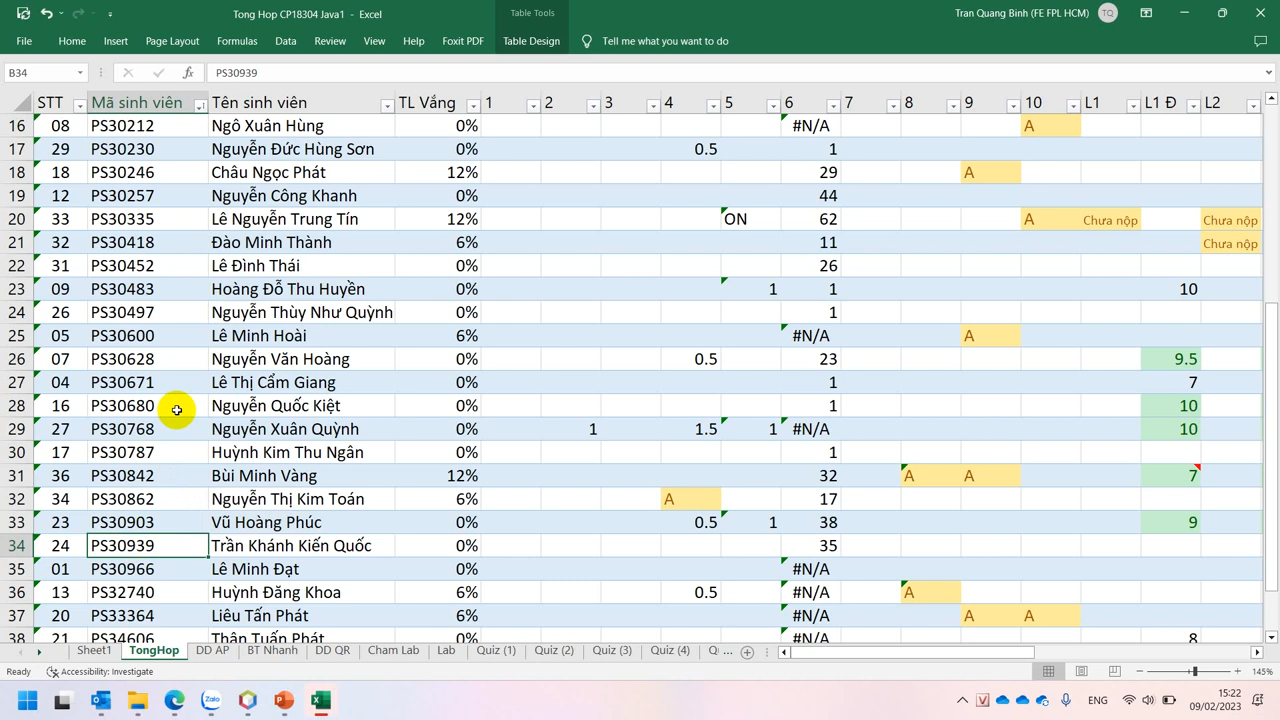 Tong Hop CP18304 Java1 - Excel
Table Tools
Tran Quang Binh (FE FPL HCM)
TQ
File Home Insert Page Layout Formulas Data Review View Help Foxit PDF Table Design Tell me what you want to do
B34 fx PS30939
STT Mã sinh viên Tên sinh viên TL Vắng 1 2 3 4 5 6 7 8 9 10 L1 L1 Đ L2
16 08 PS30212 Ngô Xuân Hùng 0% #N/A A
17 29 PS30230 Nguyễn Đức Hùng Sơn 0% 0.5 1
18 18 PS30246 Châu Ngọc Phát 12% 29 A
19 12 PS30257 Nguyễn Công Khanh 0% 44
20 33 PS30335 Lê Nguyễn Trung Tín 12% ON 62 A Chưa nộp Chưa nộp
21 32 PS30418 Đào Minh Thành 6% 11 Chưa nộp
22 31 PS30452 Lê Đình Thái 0% 26
23 09 PS30483 Hoàng Đỗ Thu Huyền 0% 1 1 10
24 26 PS30497 Nguyễn Thùy Như Quỳnh 0% 1
25 05 PS30600 Lê Minh Hoài 6% #N/A A
26 07 PS30628 Nguyễn Văn Hoàng 0% 0.5 23 9.5
27 04 PS30671 Lê Thị Cẩm Giang 0% 1 7
28 16 PS30680 Nguyễn Quốc Kiệt 0% 1 10
29 27 PS30768 Nguyễn Xuân Quỳnh 0% 1 1.5 1 #N/A 10
30 17 PS30787 Huỳnh Kim Thu Ngân 0% 1
31 36 PS30842 Bùi Minh Vàng 12% 32 A A 7
32 34 PS30862 Nguyễn Thị Kim Toán 6% A 17
33 23 PS30903 Vũ Hoàng Phúc 0% 0.5 1 38 9
34 24 PS30939 Trần Khánh Kiến Quốc 0% 35
35 01 PS30966 Lê Minh Đạt 0% #N/A
36 13 PS32740 Huỳnh Đăng Khoa 6% 0.5 #N/A A
37 20 PS33364 Liêu Tấn Phát 6% #N/A A A
38 21 PS34606 Thân Tuấn Phát 0% #N/A 8
Sheet1 TongHop DD AP BT Nhanh DD QR Cham Lab Lab Quiz (1) Quiz (2) Quiz (3) Quiz (4) Q ...
Ready Accessibility: Investigate 145%
Zalo ENG 15:22
09/02/2023